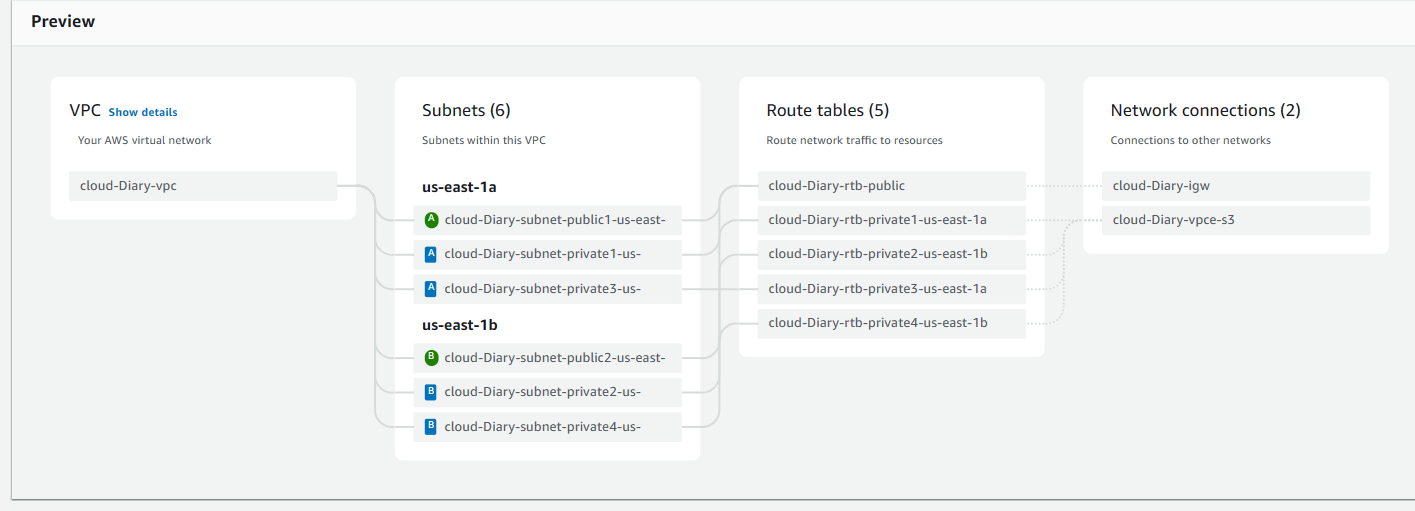 Preview
VPC Show details
Your AWS virtual network
cloud-Diary-vpc
Subnets (6)
Subnets within this VPC
us-east-1a
A cloud-Diary-subnet-public1-us-east-
A cloud-Diary-subnet-private1-us-
A cloud-Diary-subnet-private3-us-
us-east-1b
B cloud-Diary-subnet-public2-us-east-
B cloud-Diary-subnet-private2-us-
B cloud-Diary-subnet-private4-us-
Route tables (5)
Route network traffic to resources
cloud-Diary-rtb-public
cloud-Diary-rtb-private1-us-east-1a
cloud-Diary-rtb-private2-us-east-1b
cloud-Diary-rtb-private3-us-east-1a
cloud-Diary-rtb-private4-us-east-1b
Network connections (2)
Connections to other networks
cloud-Diary-igw
cloud-Diary-vpce-s3